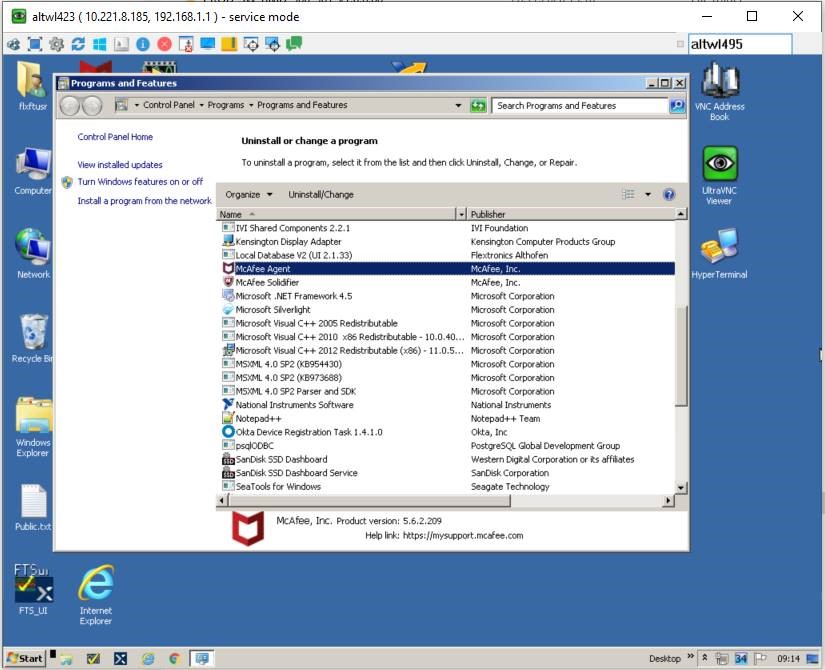 altwl423 ( 10.221.8.185, 192.168.1.1 ) - service mode
altwl495
flxftusr
Computer
Network
Recycle Bin
Windows
Explorer
Public.txt
FTS_UI
Internet
Explorer
VNC Address
Book
UltraVNC
Viewer
HyperTerminal
Programs and Features
Control Panel Programs Programs and Features
Search Programs and Features
Control Panel Home
View installed updates
Turn Windows features on or off
Install a program from the network
Uninstall or change a program
To uninstall a program, select it from the list and then click Uninstall, Change, or Repair.
Organize Uninstall/Change
Name Publisher
IVI Shared Components 2.2.1 IVI Foundation
Kensington Display Adapter Kensington Computer Products Group
Local Database V2 (UI 2.1.33) Flextronics Althofen
McAfee Agent McAfee, Inc.
McAfee Solidifier McAfee, Inc.
Microsoft .NET Framework 4.5 Microsoft Corporation
Microsoft Silverlight Microsoft Corporation
Microsoft Visual C++ 2005 Redistributable Microsoft Corporation
Microsoft Visual C++ 2010 x86 Redistributable - 10.0.40... Microsoft Corporation
Microsoft Visual C++ 2012 Redistributable (x86) - 11.0.5... Microsoft Corporation
MSXML 4.0 SP2 (KB954430) Microsoft Corporation
MSXML 4.0 SP2 (KB973688) Microsoft Corporation
MSXML 4.0 SP2 Parser and SDK Microsoft Corporation
National Instruments Software National Instruments
Notepad++ Notepad++ Team
Okta Device Registration Task 1.4.1.0 Okta, Inc
psqlODBC PostgreSQL Global Development Group
SanDisk SSD Dashboard Western Digital Corporation or its affiliates
SanDisk SSD Dashboard Service SanDisk Corporation
SeaTools for Windows Seagate Technology
McAfee, Inc. Product version: 5.6.2.209
Help link: https://mysupport.mcafee.com
Start
Desktop
34
09:14